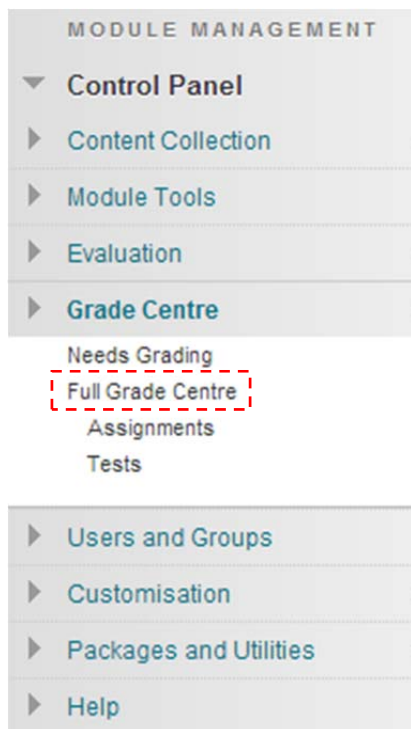 MODULE MANAGEMENT
Control Panel
Content Collection
Module Tools
Evaluation
Grade Centre
Needs Grading
Full Grade Centre
Assignments
Tests
Users and Groups
Customisation
Packages and Utilities
Help